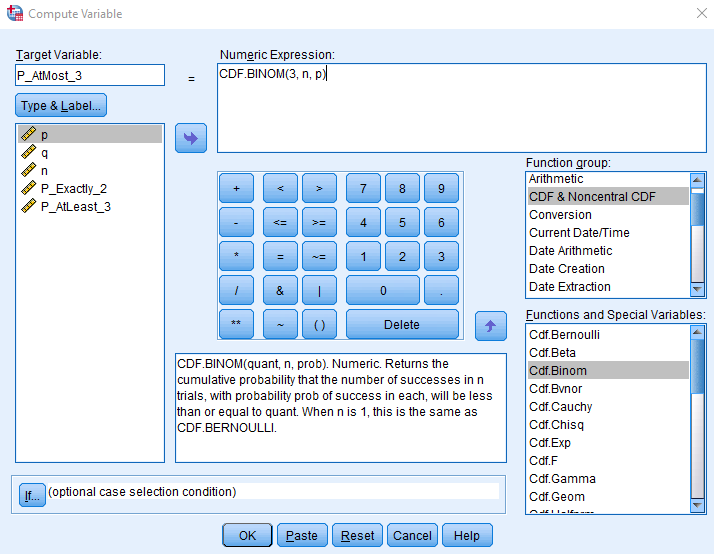 Compute Variable
Target Variable:
P_AtMost_3
=
Numeric Expression:
CDF.BINOM(3, n, p)
Type & Label...
p
q
n
P_Exactly_2
P_AtLeast_3
+ < > 7 8 9
- <= >= 4 5 6
* = ~= 1 2 3
/ & | 0 .
** ~ ( ) Delete
Function group:
Arithmetic
CDF & Noncentral CDF
Conversion
Current Date/Time
Date Arithmetic
Date Creation
Date Extraction
Functions and Special Variables:
Cdf.Bernoulli
Cdf.Beta
Cdf.Binom
Cdf.Bvnor
Cdf.Cauchy
Cdf.Chisq
Cdf.Exp
Cdf.F
Cdf.Gamma
Cdf.Geom
CDF.BINOM(quant, n, prob). Numeric. Returns the
cumulative probability that the number of successes in n
trials, with probability prob of success in each, will be less
than or equal to quant. When n is 1, this is the same as
CDF.BERNOULLI.
If... (optional case selection condition)
OK Paste Reset Cancel Help